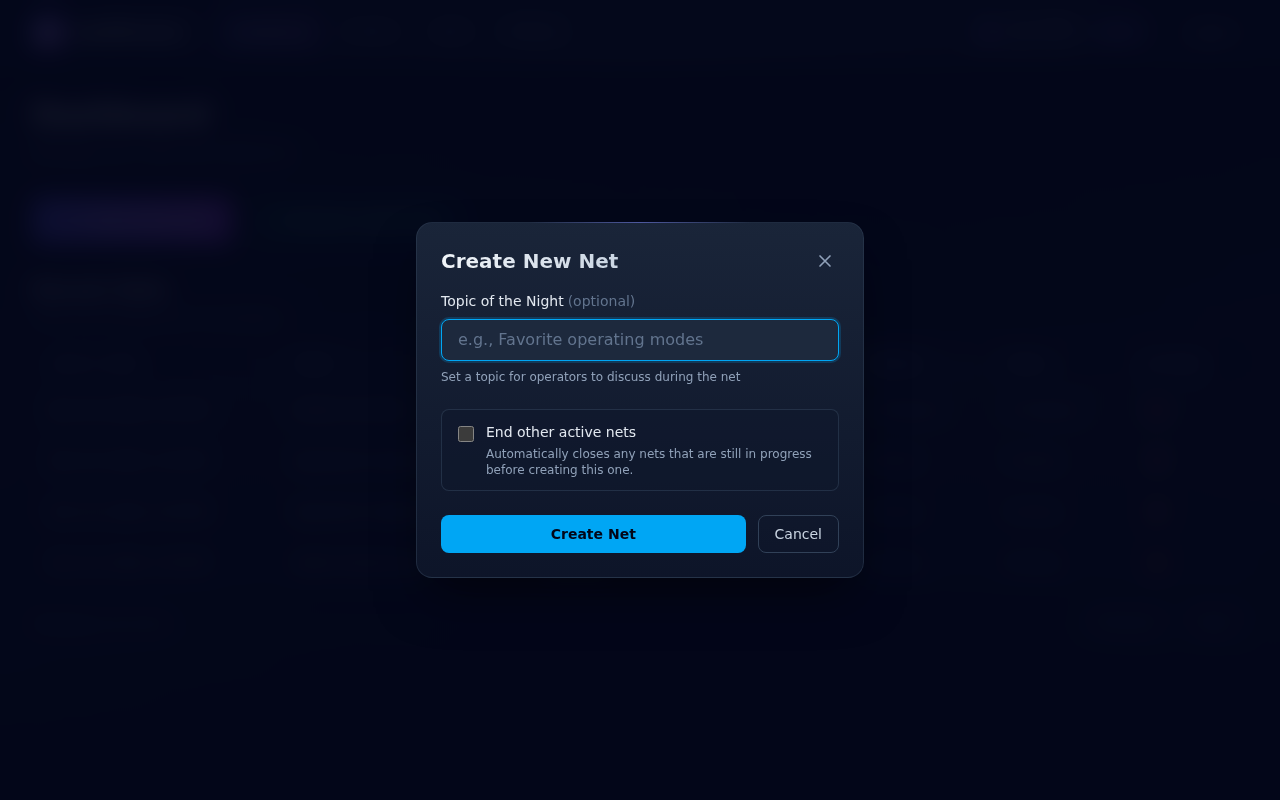 Create New Net
Topic of the Night (optional)
e.g., Favorite operating modes
Set a topic for operators to discuss during the net
End other active nets
Automatically closes any nets that are still in progress
before creating this one.
Create Net
Cancel